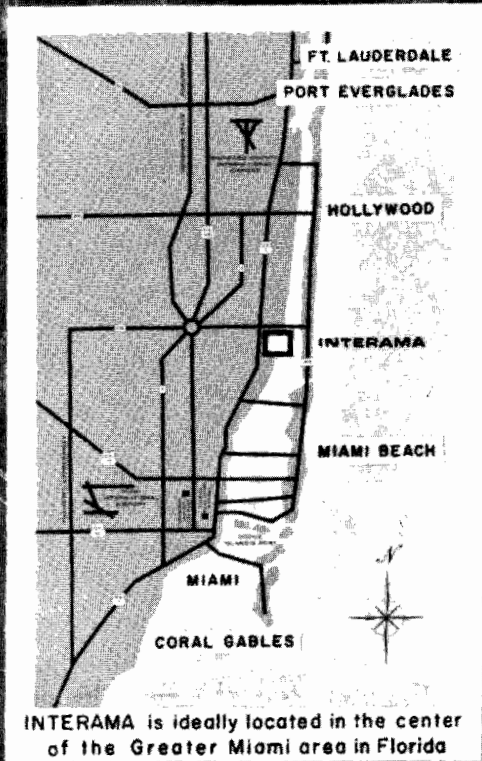 FT. LAUDERDALE
PORT EVERGLADES
HOLLYWOOD
INTERAMA
MIAMI BEACH
N
MIAMI
CORAL GABLES
INTERAMA is ideally located in the center
of the Greater Miami area in Florida